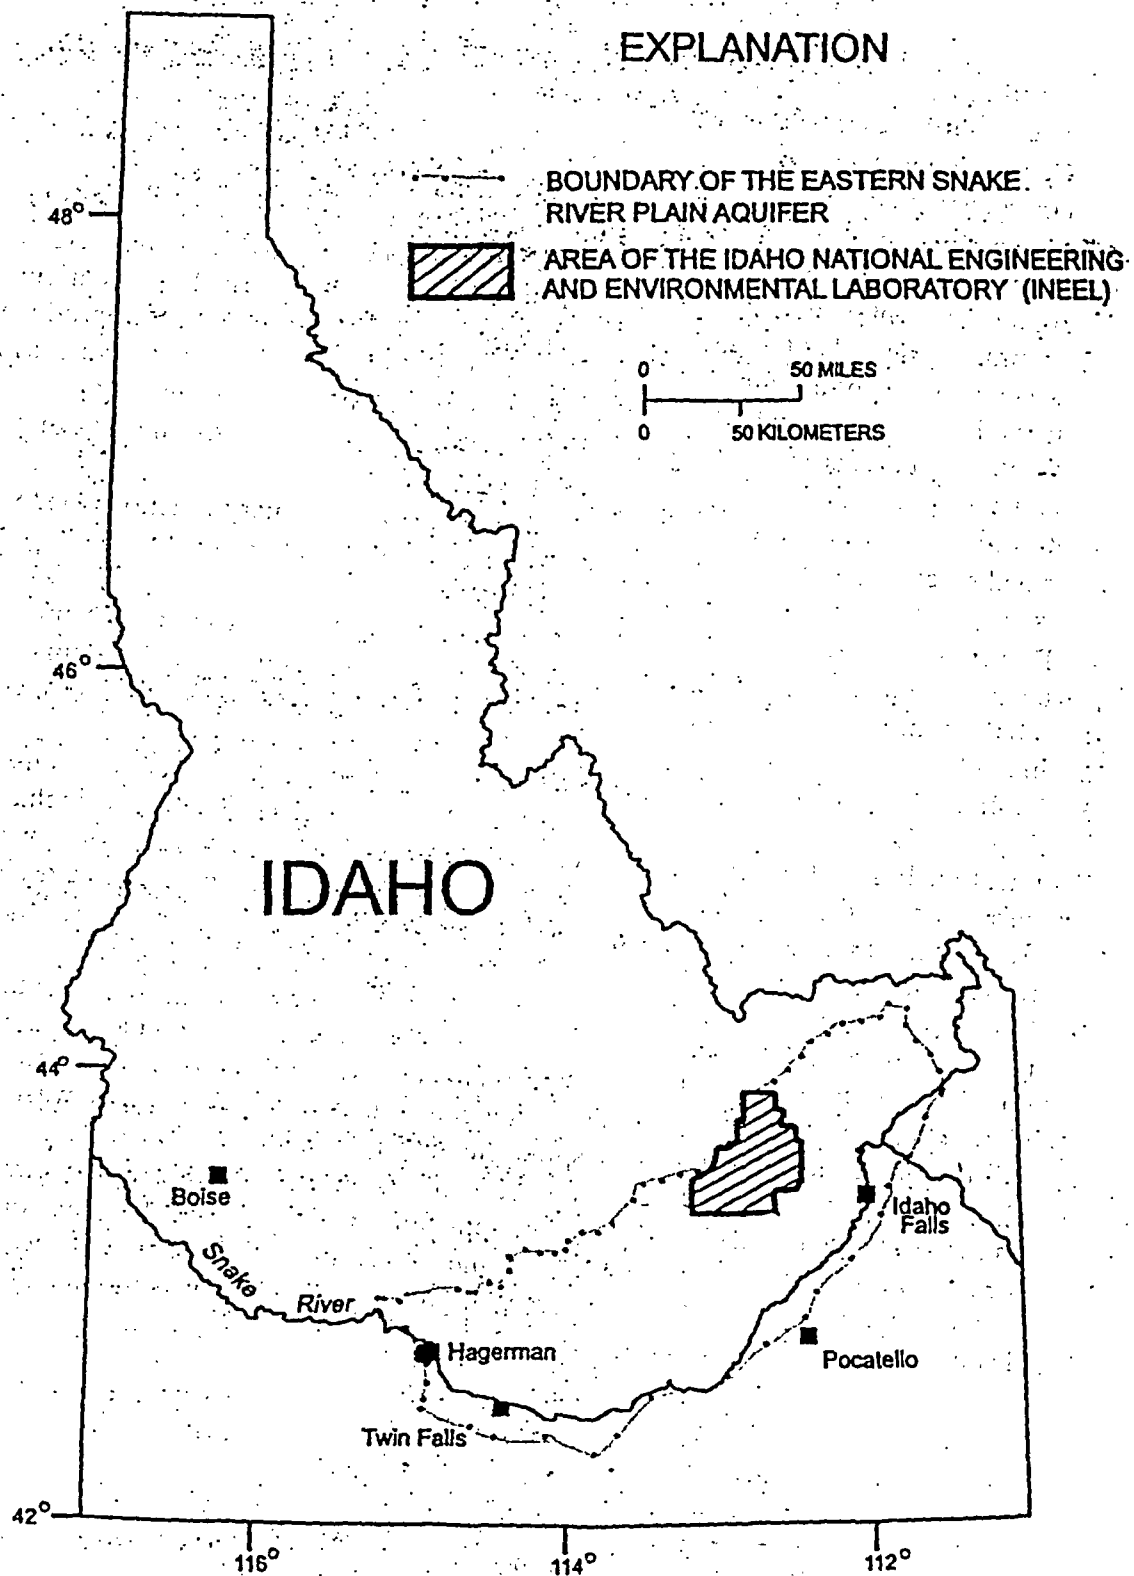 EXPLANATION
BOUNDARY OF THE EASTERN SNAKE
RIVER PLAIN AQUIFER
AREA OF THE IDAHO NATIONAL ENGINEERING
AND ENVIRONMENTAL LABORATORY (INEEL)
0 50 MILES
0 50 KILOMETERS
48°
46°
IDAHO
44°
Boise
Idaho
Falls
Snake
River
Hagerman
Pocatello
Twin Falls
42°
116°
114°
112°